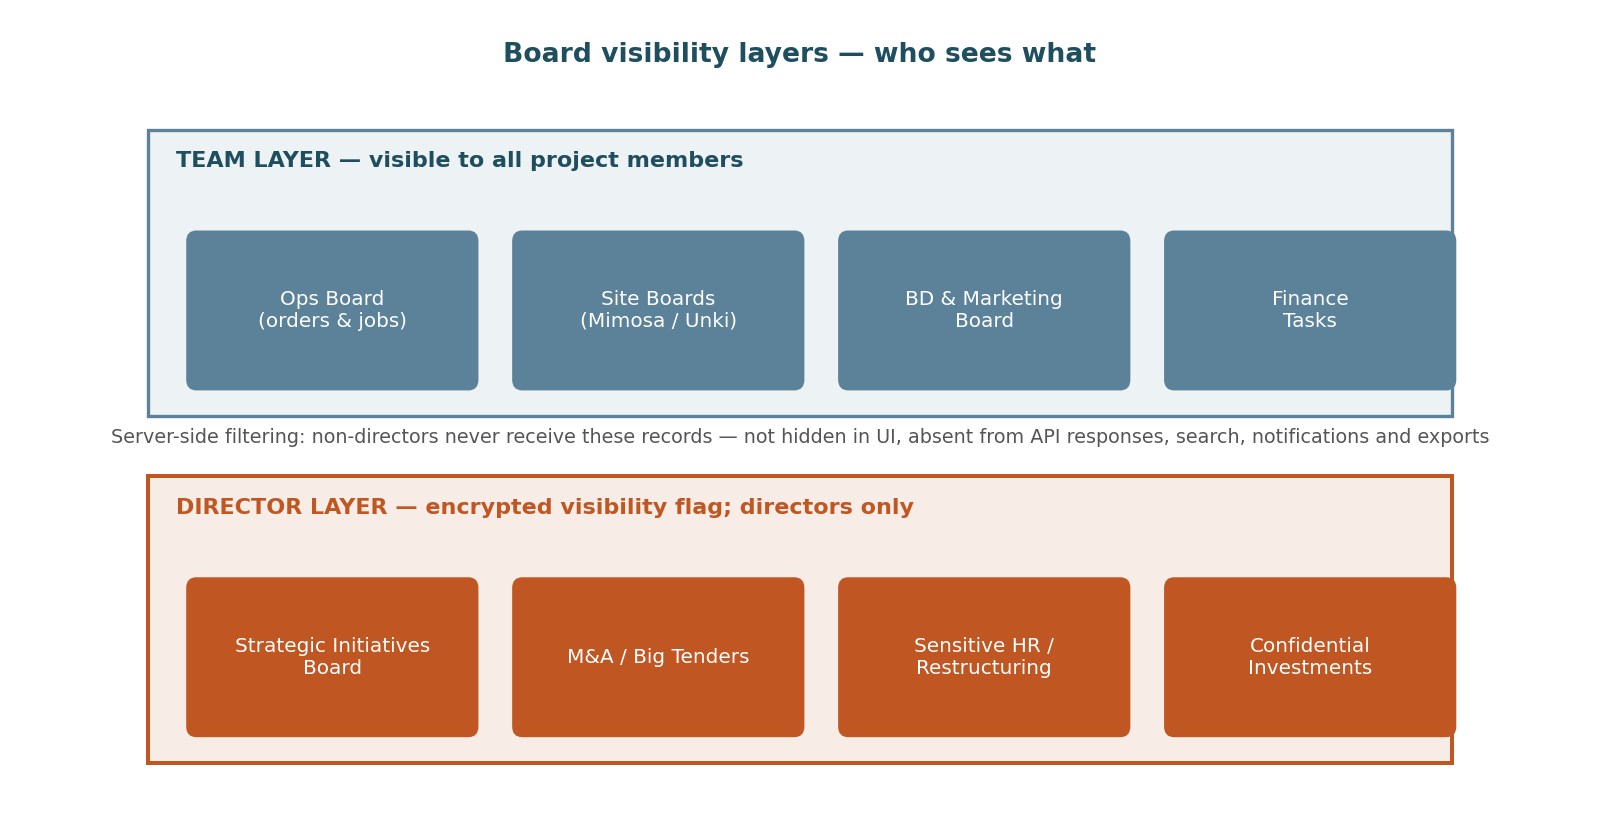 Board visibility layers — who sees what
TEAM LAYER — visible to all project members
Ops Board
(orders & jobs)
Site Boards
(Mimosa / Unki)
BD & Marketing
Board
Finance
Tasks
Server-side filtering: non-directors never receive these records — not hidden in UI, absent from API responses, search, notifications and exports
DIRECTOR LAYER — encrypted visibility flag; directors only
Strategic Initiatives
Board
M&A / Big Tenders
Sensitive HR /
Restructuring
Confidential
Investments